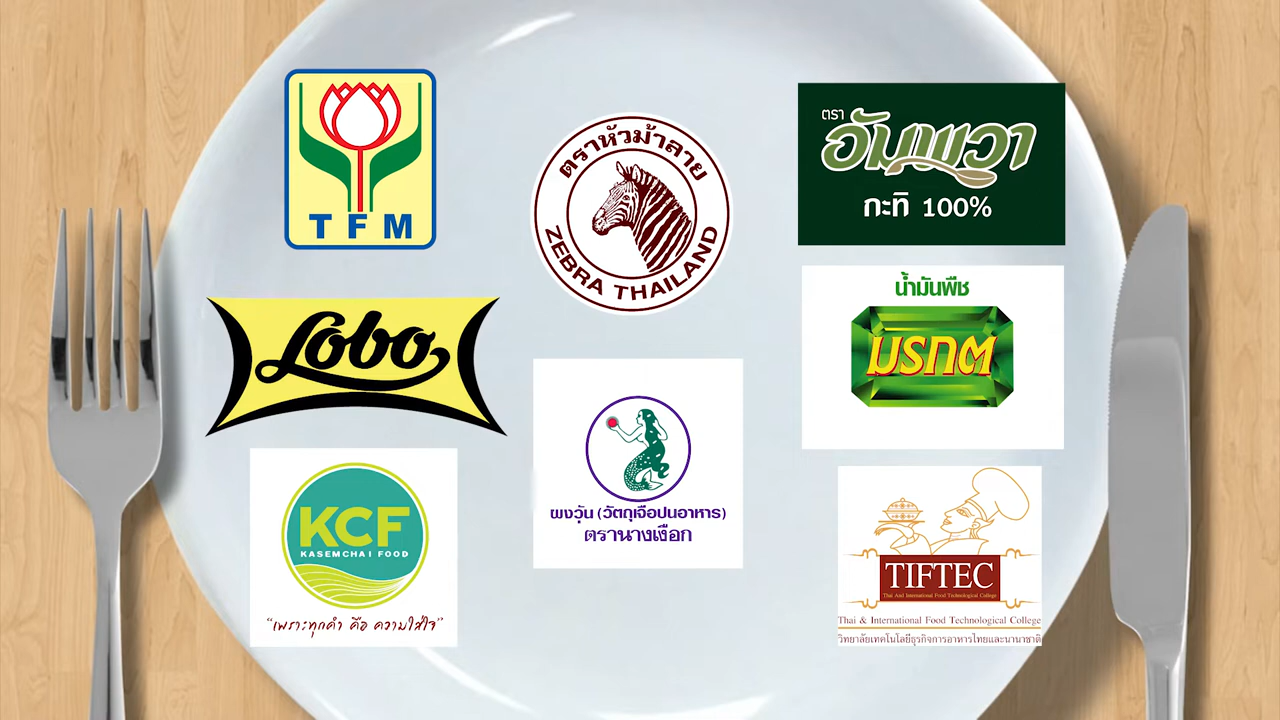 TFM
Lobo
KCF
KASEMCHAI FOOD
“เพราะทุกคำ คือ ความใส่ใจ”
ตราหัวม้าลาย
ZEBRA THAILAND
ผงวุ้น (วัตถุเจือปนอาหาร)
ตรานางเงือก
ตรา
อัมพวา
กะทิ 100%
น้ำมันพืช
มรกต
TIFTEC
Thai And International Food Technological College
Thai & International Food Technological College
วิทยาลัยเทคโนโลยีธุรกิจการอาหารไทยและนานาชาติ